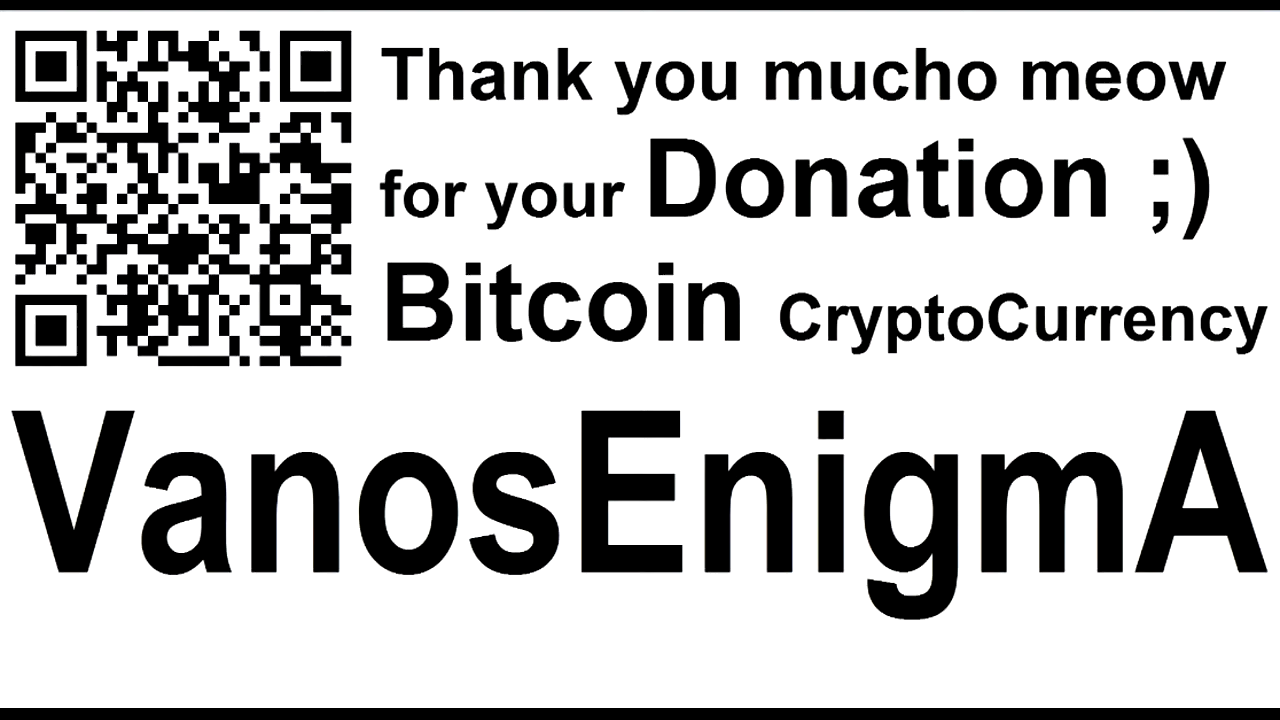 Thank you mucho meow
for your Donation ;)
Bitcoin CryptoCurrency
VanosEnigmA